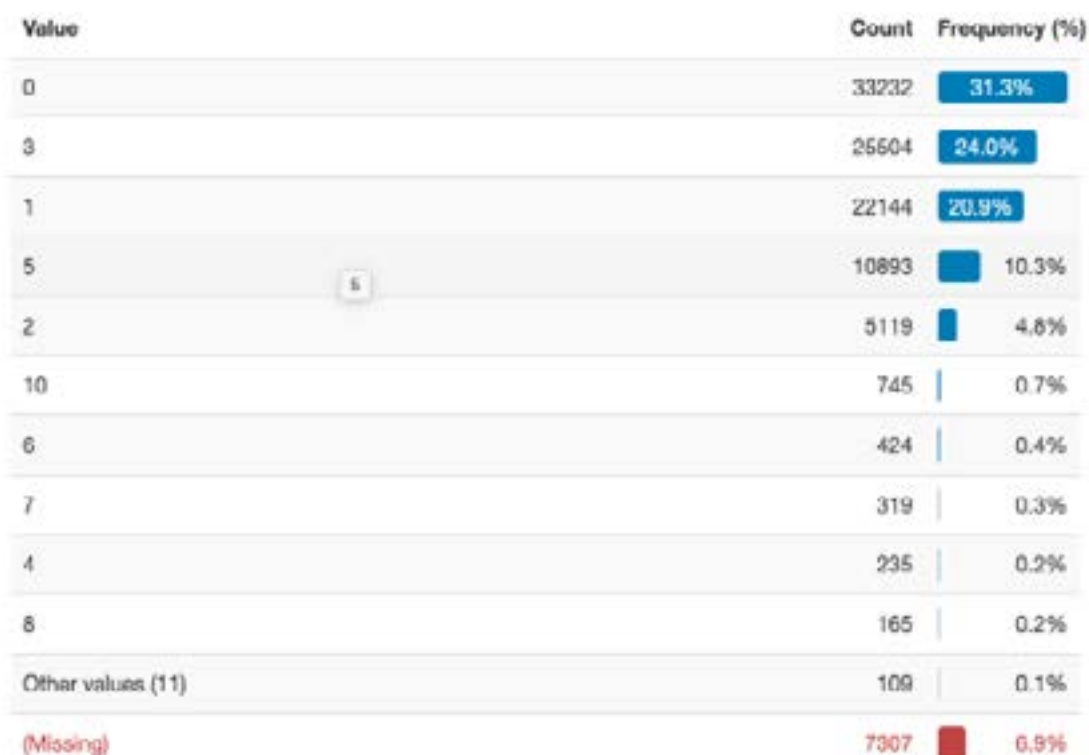 Value Count Frequency (%)
0 33232 31.3%
3 25504 24.0%
1 22144 20.9%
5 10893 10.3%
5
2 5119 4.8%
10 745 0.7%
6 424 0.4%
7 319 0.3%
4 235 0.2%
8 165 0.2%
Other values (11) 109 0.1%
(Missing) 7307 6.9%